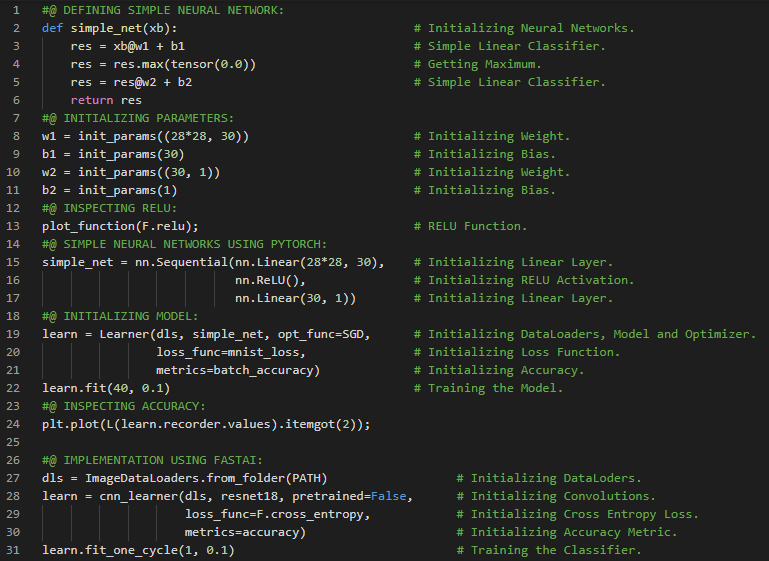 1 #@ DEFINING SIMPLE NEURAL NETWORK:
2 def simple_net(xb): # Initializing Neural Networks.
3     res = xb@w1 + b1 # Simple Linear Classifier.
4     res = res.max(tensor(0.0)) # Getting Maximum.
5     res = res@w2 + b2 # Simple Linear Classifier.
6     return res
7 #@ INITIALIZING PARAMETERS:
8 w1 = init_params((28*28, 30)) # Initializing Weight.
9 b1 = init_params(30) # Initializing Bias.
10 w2 = init_params((30, 1)) # Initializing Weight.
11 b2 = init_params(1) # Initializing Bias.
12 #@ INSPECTING RELU:
13 plot_function(F.relu); # RELU Function.
14 #@ SIMPLE NEURAL NETWORKS USING PYTORCH:
15 simple_net = nn.Sequential(nn.Linear(28*28, 30), # Initializing Linear Layer.
16                            nn.ReLU(), # Initializing RELU Activation.
17                            nn.Linear(30, 1)) # Initializing Linear Layer.
18 #@ INITIALIZING MODEL:
19 learn = Learner(dls, simple_net, opt_func=SGD, # Initializing DataLoaders, Model and Optimizer.
20                 loss_func=mnist_loss, # Initializing Loss Function.
21                 metrics=batch_accuracy) # Initializing Accuracy.
22 learn.fit(40, 0.1) # Training the Model.
23 #@ INSPECTING ACCURACY:
24 plt.plot(L(learn.recorder.values).itemgot(2));
25
26 #@ IMPLEMENTATION USING FASTAI:
27 dls = ImageDataLoaders.from_folder(PATH) # Initializing DataLoders.
28 learn = cnn_learner(dls, resnet18, pretrained=False, # Initializing Convolutions.
29                     loss_func=F.cross_entropy, # Initializing Cross Entropy Loss.
30                     metrics=accuracy) # Initializing Accuracy Metric.
31 learn.fit_one_cycle(1, 0.1) # Training the Classifier.